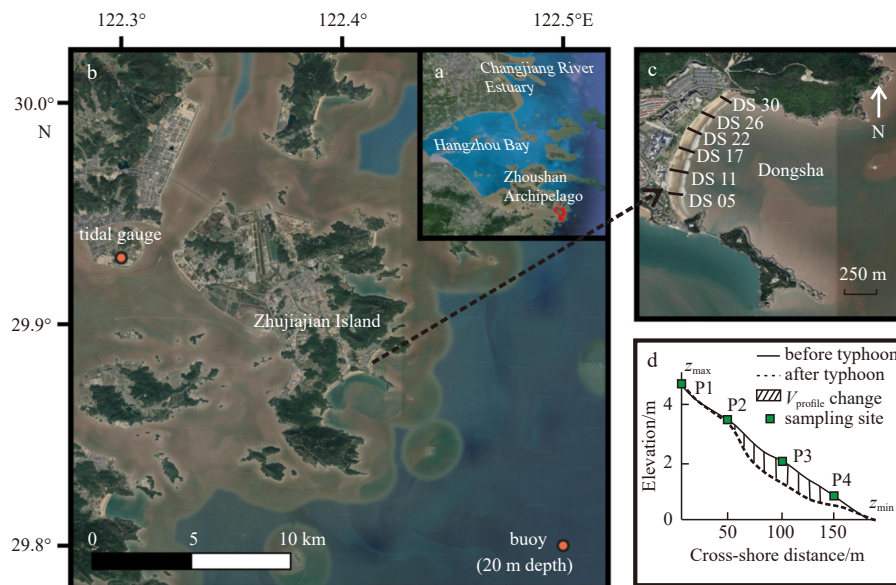 122.3°
122.4°
122.5°E
30.0°
N
29.9°
29.8°
b
tidal gauge
Zhujiajian Island
0
5
10 km
buoy
(20 m depth)
a
Changjiang River
Estuary
Hangzhou Bay
Zhoushan
Archipelago
c
N
DS 30
DS 26
DS 22
DS 17
DS 11
DS 05
Dongsha
250 m
d
before typhoon
after typhoon
Vprofile change
sampling site
zmax
P1
P2
P3
P4
zmin
Elevation/m
4
2
0
50
100
150
Cross-shore distance/m